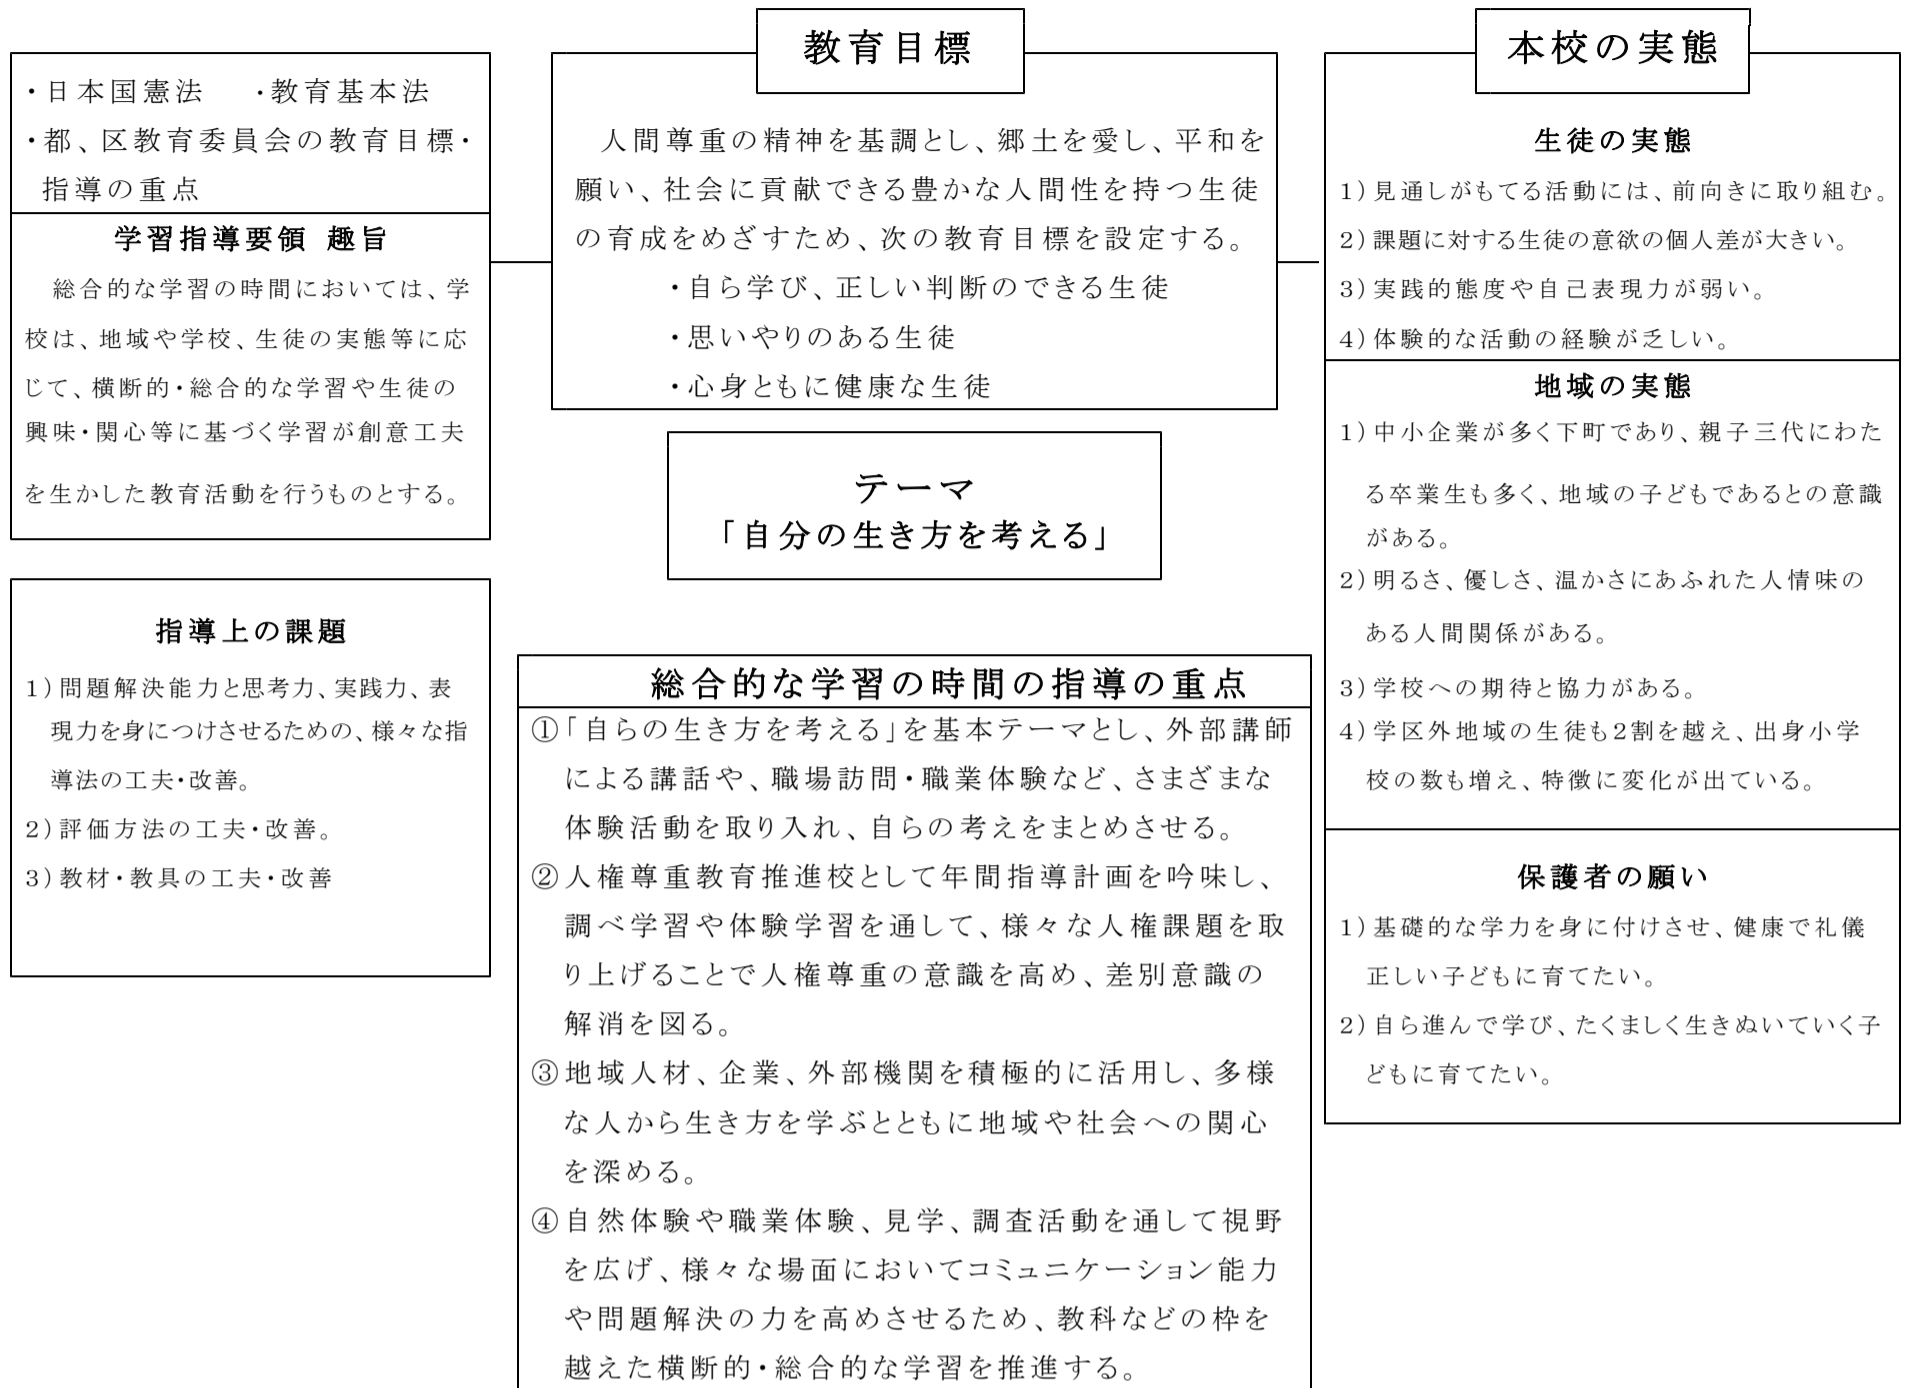 ・日本国憲法　・教育基本法
・都、区教育委員会の教育目標・
指導の重点
学習指導要領 趣旨
総合的な学習の時間においては、学
校は、地域や学校、生徒の実態等に応
じて、横断的・総合的な学習や生徒の
興味・関心等に基づく学習が創意工夫
を生かした教育活動を行うものとする。
指導上の課題
1）問題解決能力と思考力、実践力、表
現力を身につけさせるための、様々な指
導法の工夫・改善。
2）評価方法の工夫・改善。
3）教材・教具の工夫・改善
教育目標
人間尊重の精神を基調とし、郷土を愛し、平和を
願い、社会に貢献できる豊かな人間性を持つ生徒
の育成をめざすため、次の教育目標を設定する。
・自ら学び、正しい判断のできる生徒
・思いやりのある生徒
・心身ともに健康な生徒
テーマ
「自分の生き方を考える」
総合的な学習の時間の指導の重点
①「自らの生き方を考える」を基本テーマとし、外部講師
による講話や、職場訪問・職業体験など、さまざまな
体験活動を取り入れ、自らの考えをまとめさせる。
②人権尊重教育推進校として年間指導計画を吟味し、
調べ学習や体験学習を通して、様々な人権課題を取
り上げることで人権尊重の意識を高め、差別意識の
解消を図る。
③地域人材、企業、外部機関を積極的に活用し、多様
な人から生き方を学ぶとともに地域や社会への関心
を深める。
④自然体験や職業体験、見学、調査活動を通して視野
を広げ、様々な場面においてコミュニケーション能力
や問題解決の力を高めさせるため、教科などの枠を
越えた横断的・総合的な学習を推進する。
本校の実態
生徒の実態
1）見通しがもてる活動には、前向きに取り組む。
2）課題に対する生徒の意欲の個人差が大きい。
3）実践的態度や自己表現力が弱い。
4）体験的な活動の経験が乏しい。
地域の実態
1）中小企業が多く下町であり、親子三代にわた
る卒業生も多く、地域の子どもであるとの意識
がある。
2）明るさ、優しさ、温かさにあふれた人情味の
ある人間関係がある。
3）学校への期待と協力がある。
4）学区外地域の生徒も2割を越え、出身小学
校の数も増え、特徴に変化が出ている。
保護者の願い
1）基礎的な学力を身に付けさせ、健康で礼儀
正しい子どもに育てたい。
2）自ら進んで学び、たくましく生きぬいていく子
どもに育てたい。